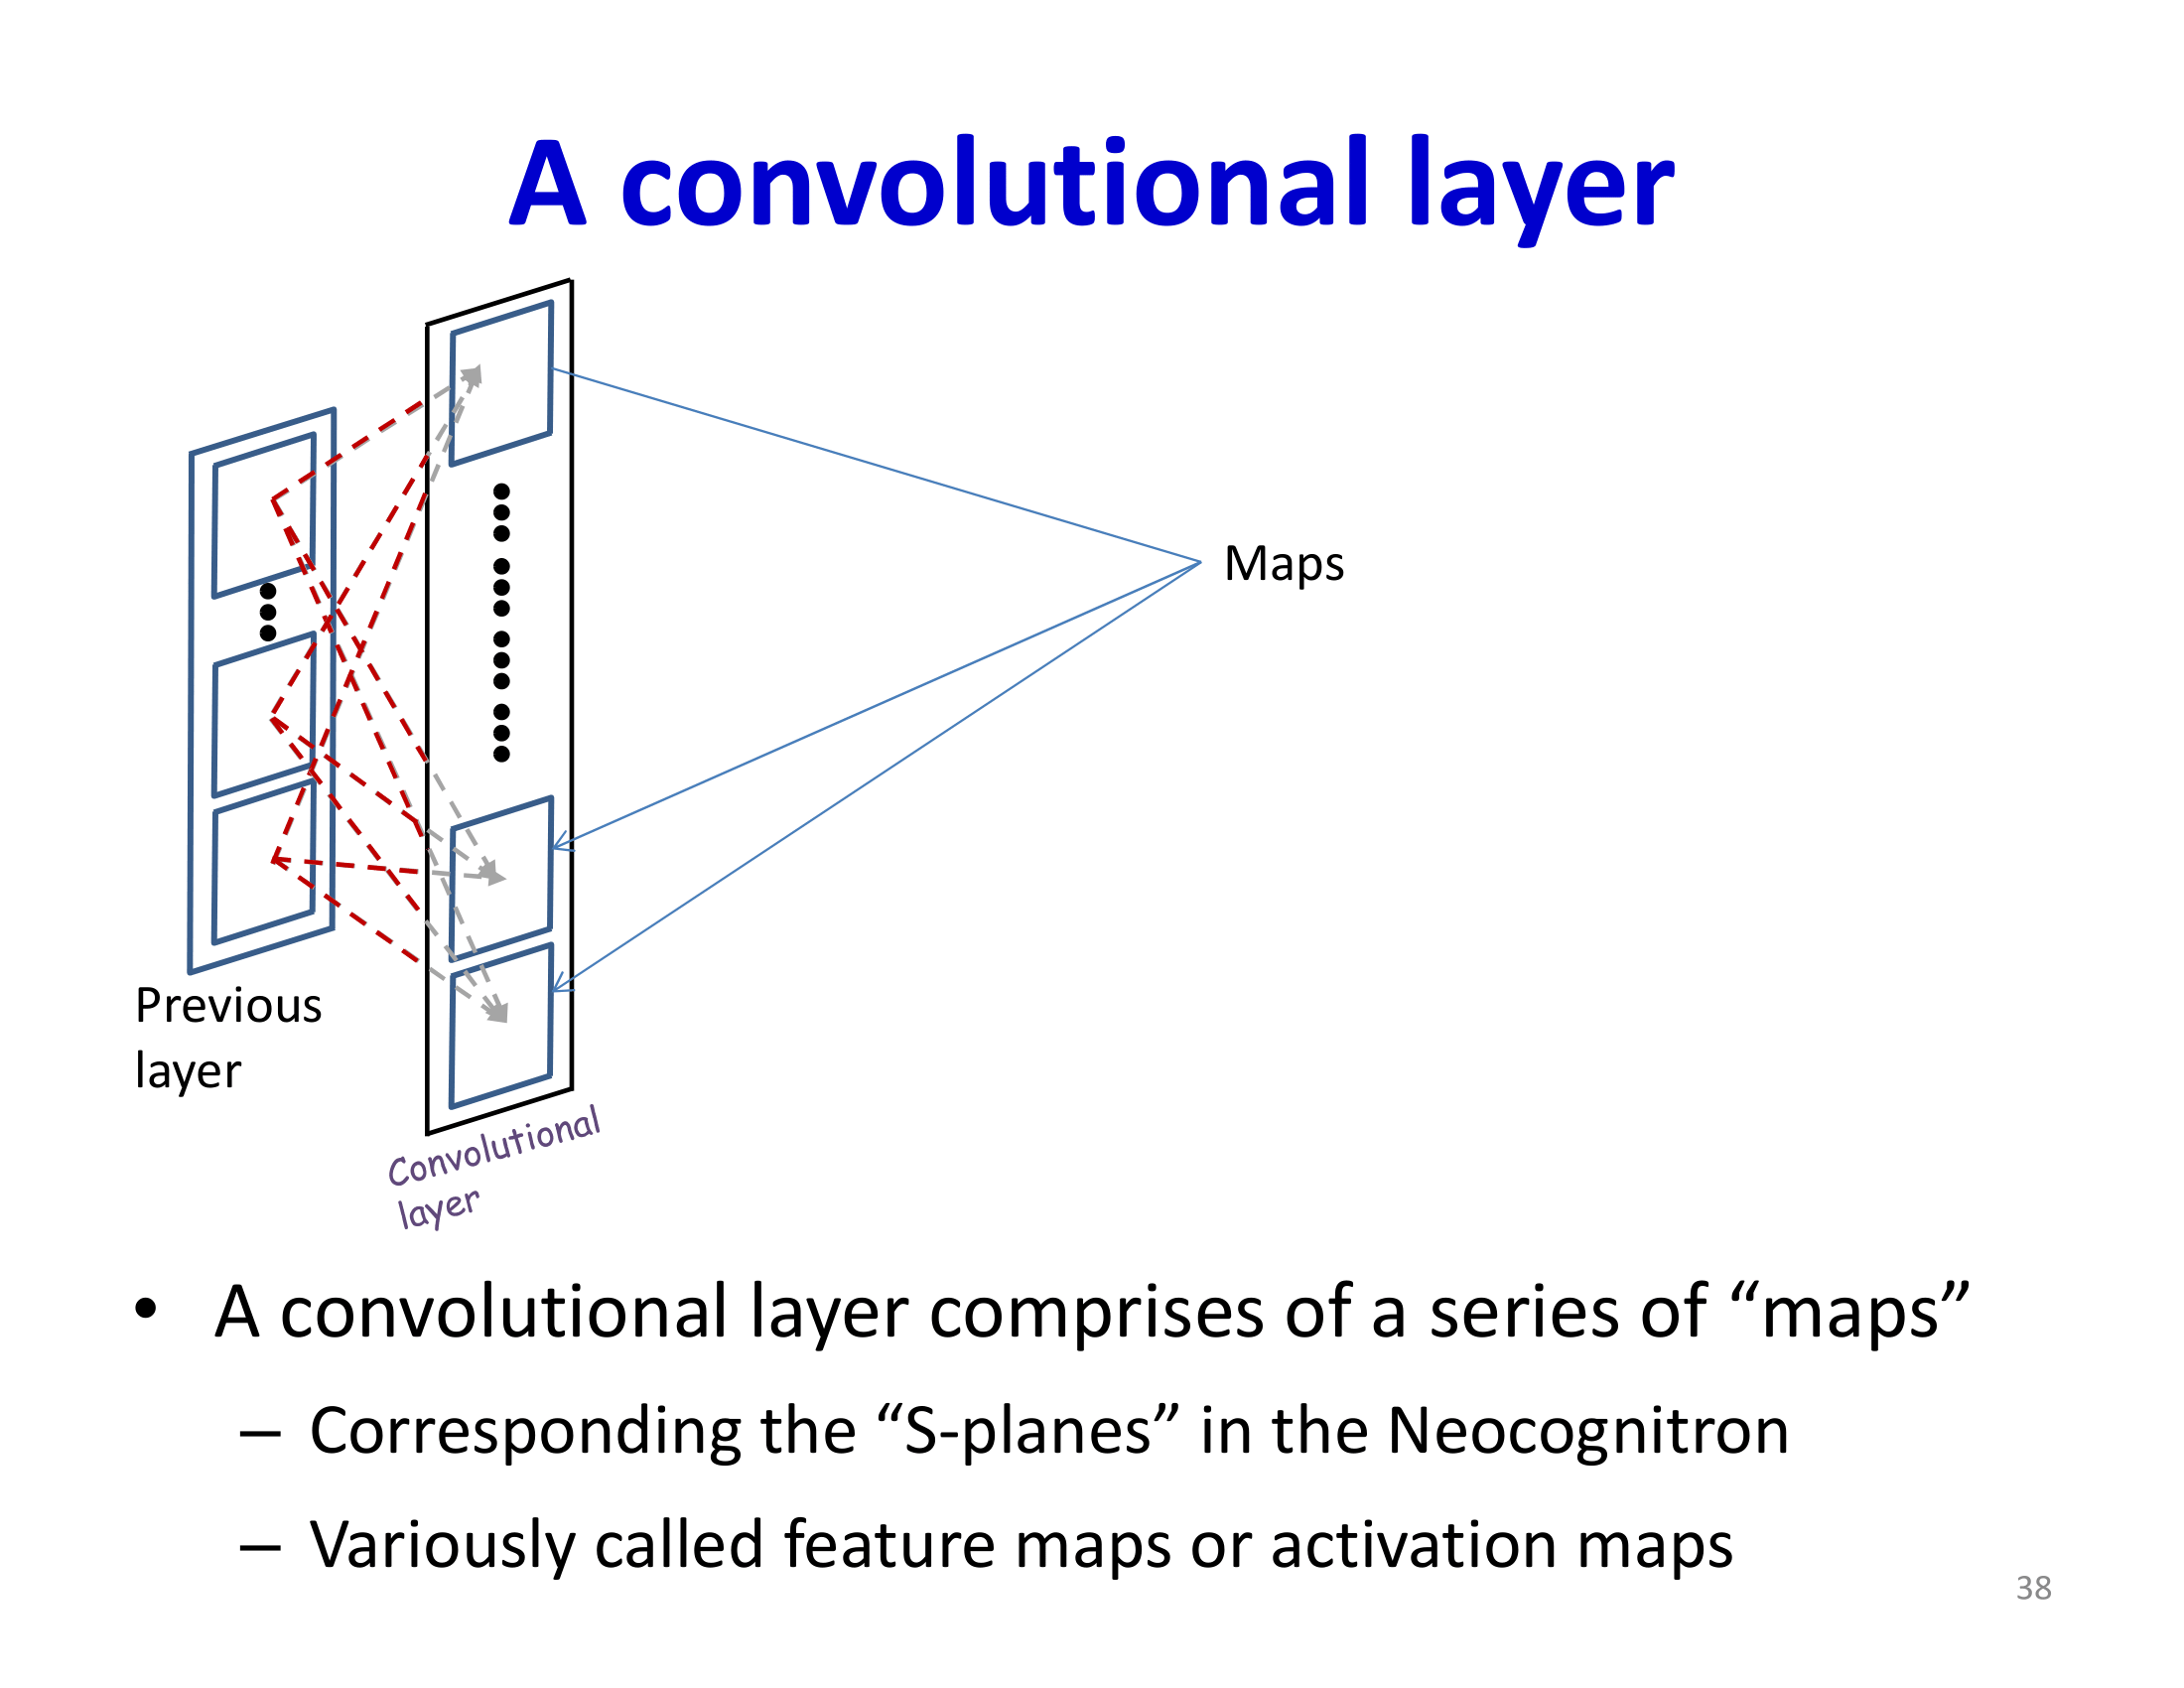 A convolutional layer
Maps
Previous
layer
Convolutional
layer
• A convolutional layer comprises of a series of “maps”
– Corresponding the “S-planes” in the Neocognitron
– Variously called feature maps or activation maps
38